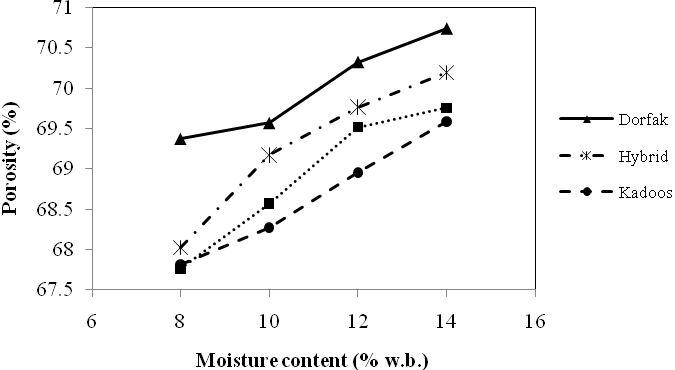 71
70.5
70
69.5
69
68.5
68
67.5
Porosity (%)
6 8 10 12 14 16
Moisture content (% w.b.)
Dorfak
Hybrid
Kadoos